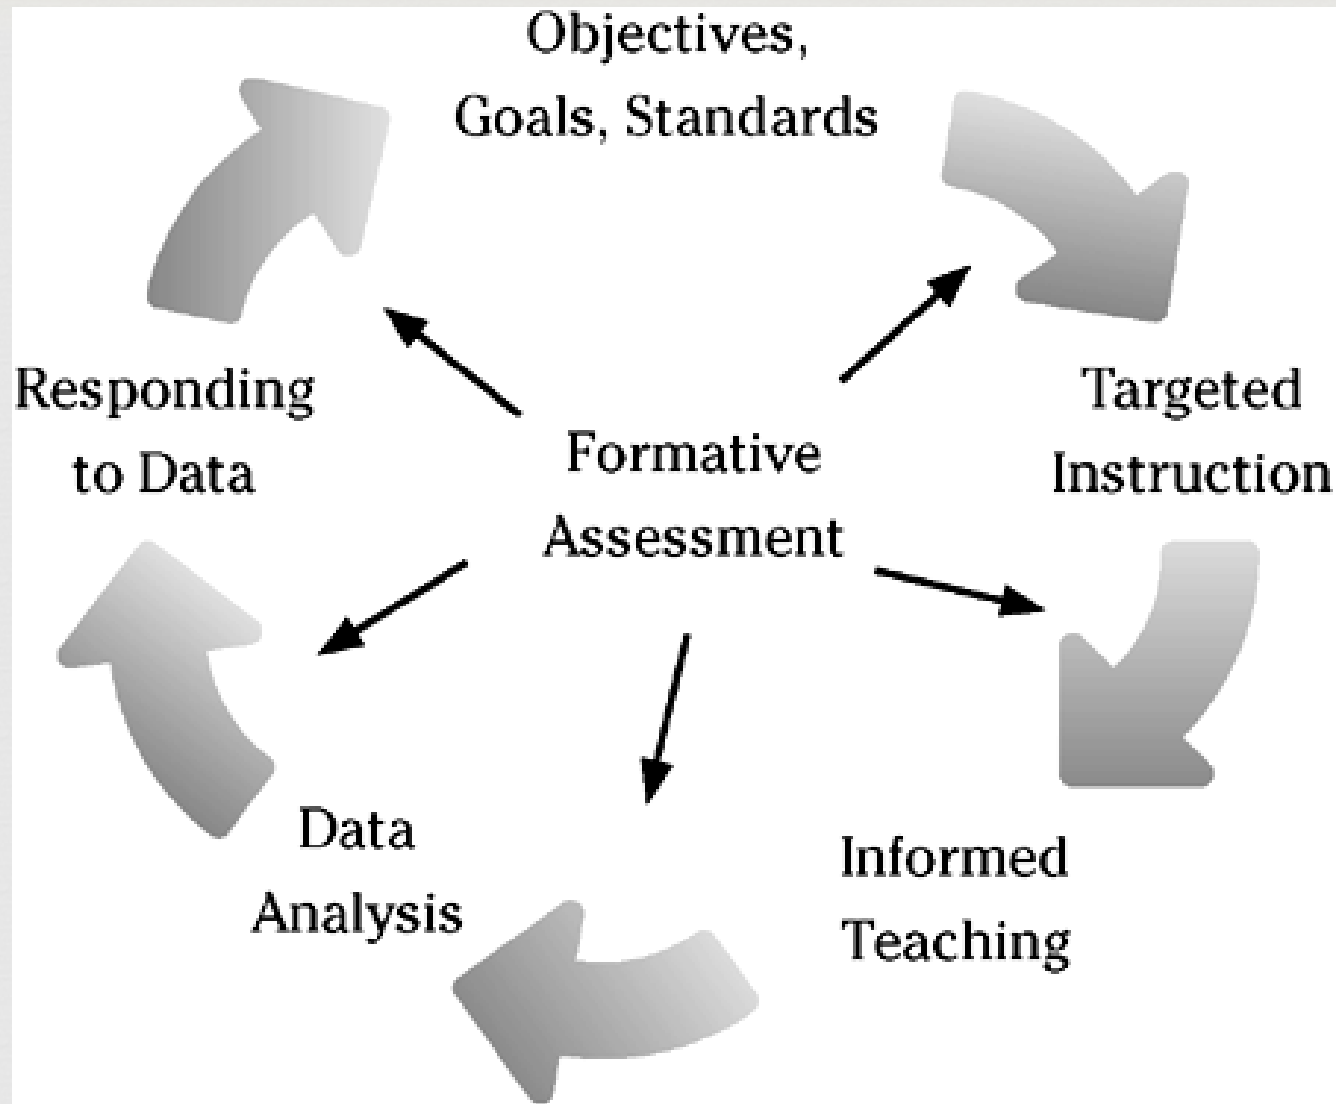 Objectives,
Goals, Standards
Targeted
Instruction
Informed
Teaching
Data
Analysis
Responding
to Data
Formative
Assessment